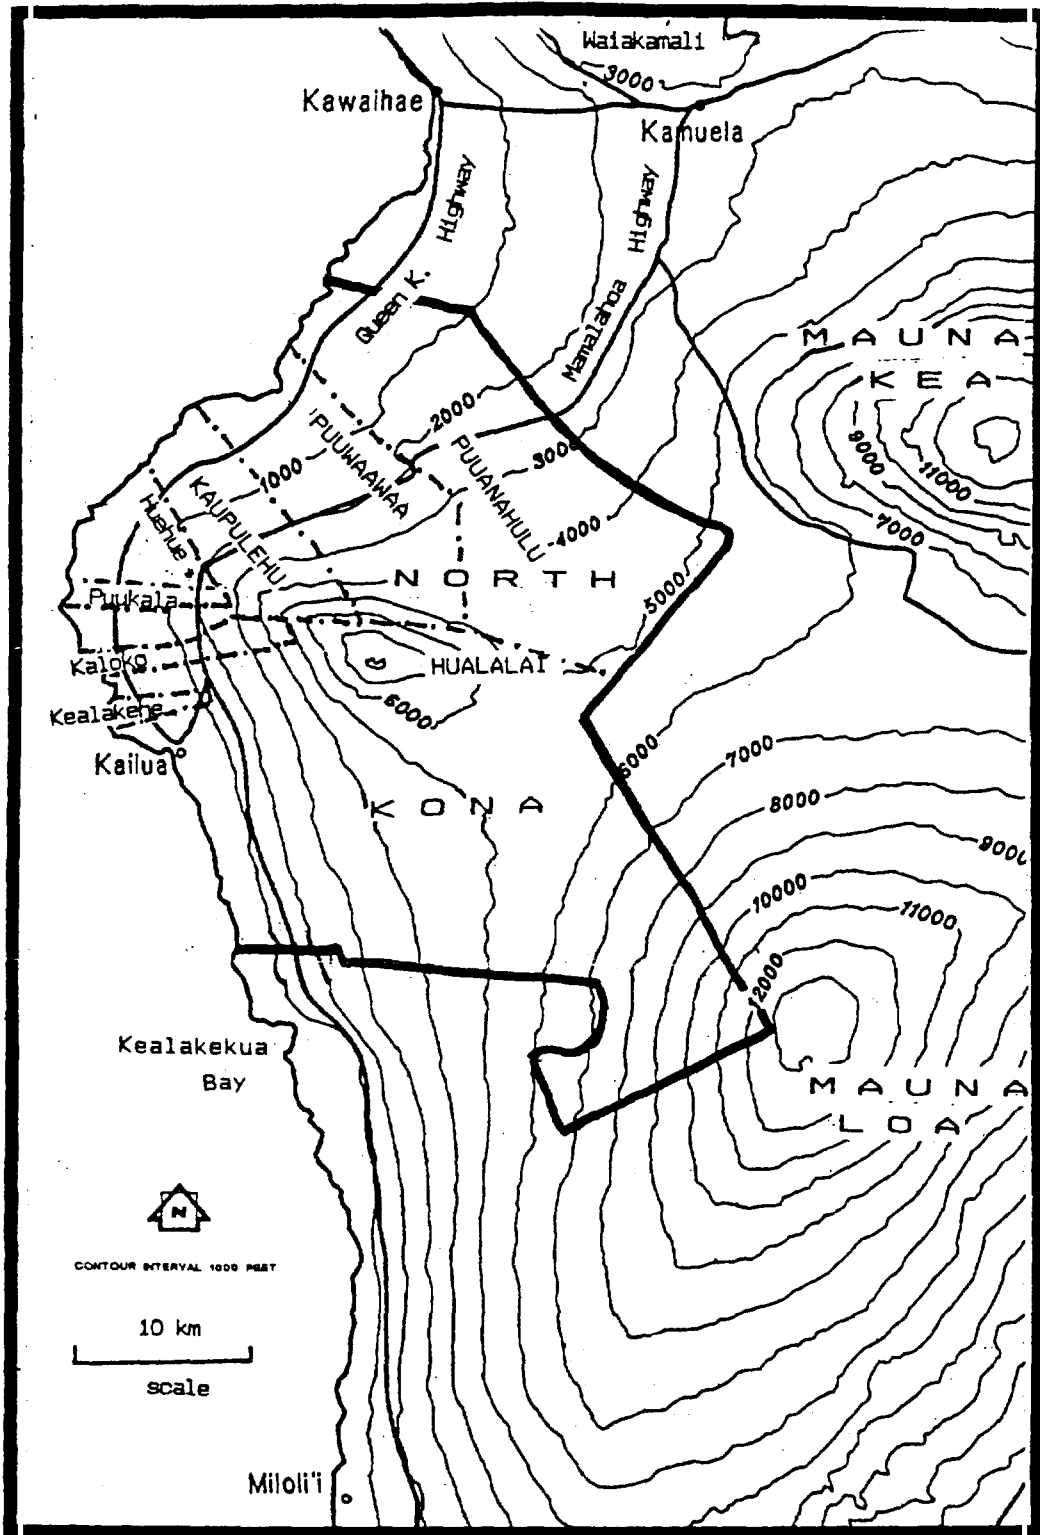 Waiakamali
3000
Kawaihae
Kamuela
Highway
Highway
Queen K.
Mamalahoa
MAUNA
KEA
2000
PUUWAAWAA
PUUANAHULU
3000
9000
11000
1000
KAUPULEHU
Huehue
4000
7000
NORTH
Puukala
5000
Kaloko
HUALALAI
6000
Kealakehe
Kailua
6000
7000
KONA
8000
9000
10000
11000
12000
Kealakekua
Bay
MAUNA
LOA
N
CONTOUR INTERVAL 1000 FEET
10 km
scale
Miloli'i